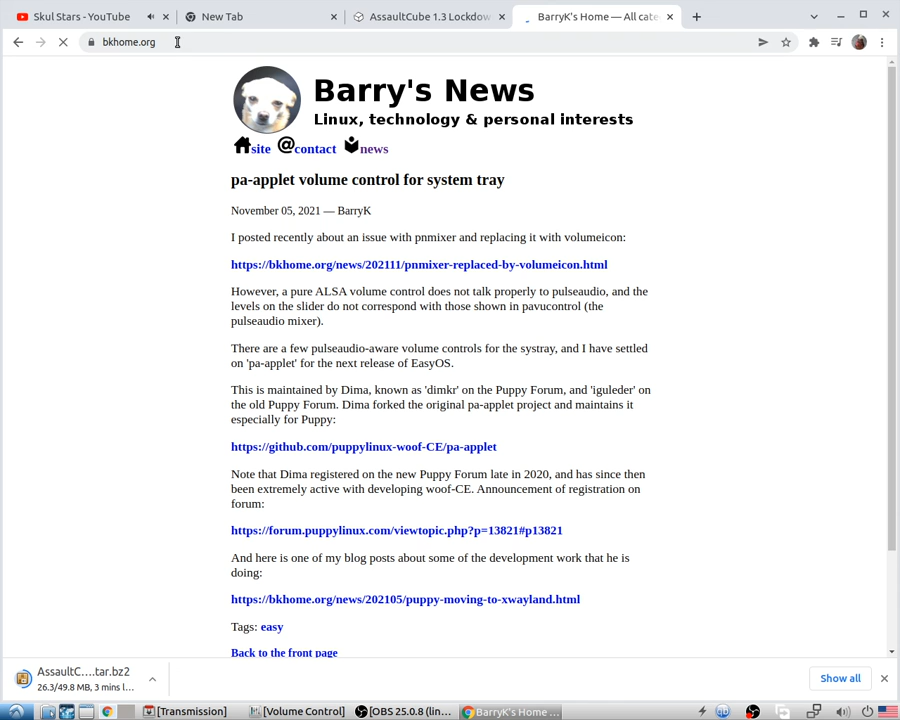 Skul Stars - YouTube
New Tab
AssaultCube 1.3 Lockdow
BarryK's Home — All cate
bkhome.org
Barry's News
Linux, technology & personal interests
site @contact news
pa-applet volume control for system tray
November 05, 2021 — BarryK
I posted recently about an issue with pnmixer and replacing it with volumeicon:
https://bkhome.org/news/202111/pnmixer-replaced-by-volumeicon.html
However, a pure ALSA volume control does not talk properly to pulseaudio, and the
levels on the slider do not correspond with those shown in pavucontrol (the
pulseaudio mixer).
There are a few pulseaudio-aware volume controls for the systray, and I have settled
on 'pa-applet' for the next release of EasyOS.
This is maintained by Dima, known as 'dimkr' on the Puppy Forum, and 'iguleder' on
the old Puppy Forum. Dima forked the original pa-applet project and maintains it
especially for Puppy:
https://github.com/puppylinux-woof-CE/pa-applet
Note that Dima registered on the new Puppy Forum late in 2020, and has since then
been extremely active with developing woof-CE. Announcement of registration on
forum:
https://forum.puppylinux.com/viewtopic.php?p=13821#p13821
And here is one of my blog posts about some of the development work that he is
doing:
https://bkhome.org/news/202105/puppy-moving-to-xwayland.html
Tags: easy
Back to the front page
AssaultC....tar.bz2
26.3/49.8 MB, 3 mins l...
Show all
[Transmission]
[Volume Control]
[OBS 25.0.8 (lin...
BarryK's Home ...